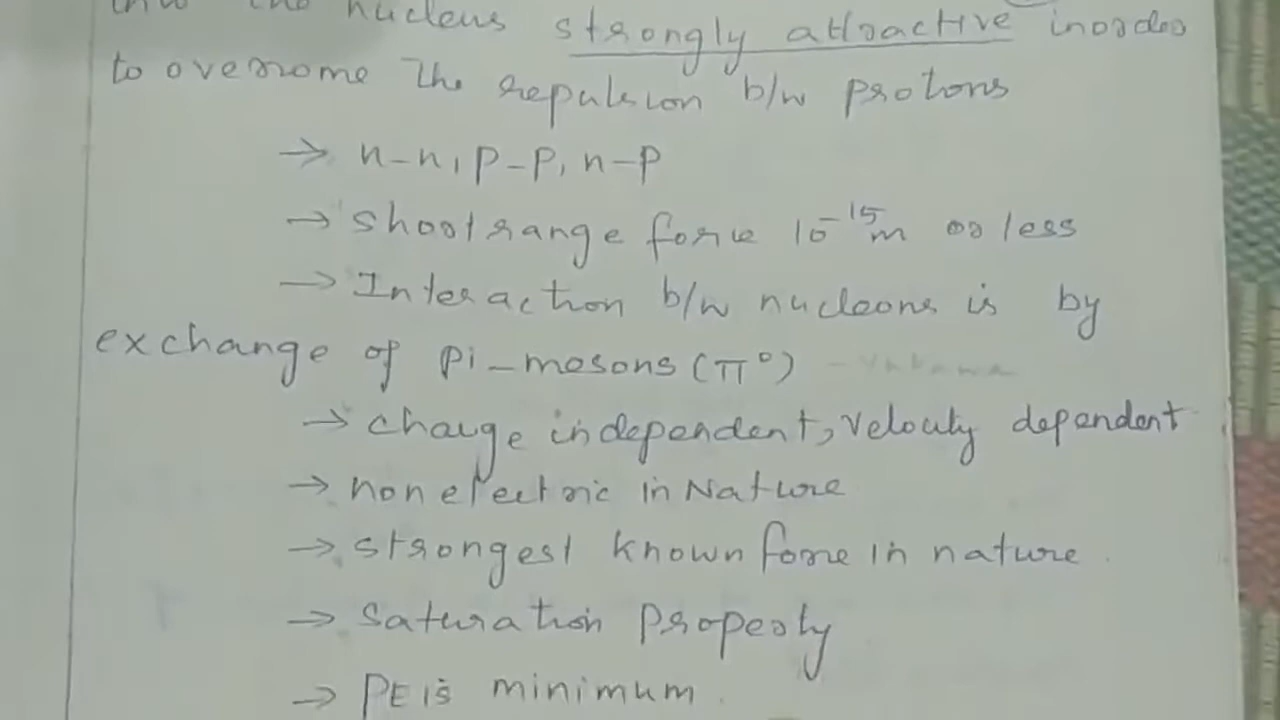 the nucleus strongly attractive inorder
to overcome the repulsion b/w protons
→ n-n, p-p, n-p
→ short range force 10⁻¹⁵m or less
→ Interaction b/w nucleons is by
exchange of pi-mesons (π⁰)
→ charge independent, velocity dependent
→ non electric in Nature
→ strongest known force in nature.
→ Saturation Property
→ PE is minimum.